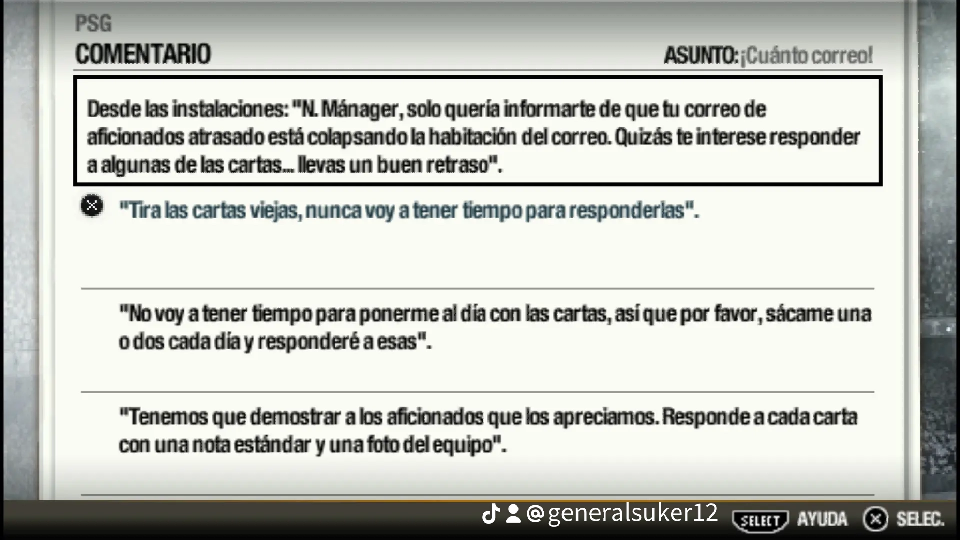 PSG
COMENTARIO
ASUNTO: ¡Cuánto correo!
Desde las instalaciones: "N. Mánager, solo quería informarte de que tu correo de
aficionados atrasado está colapsando la habitación del correo. Quizás te interese responder
a algunas de las cartas... llevas un buen retraso".
"Tira las cartas viejas, nunca voy a tener tiempo para responderlas".
"No voy a tener tiempo para ponerme al día con las cartas, así que por favor, sácame una
o dos cada día y responderé a esas".
"Tenemos que demostrar a los aficionados que los apreciamos. Responde a cada carta
con una nota estándar y una foto del equipo".
@generalsuker12
SELECT AYUDA SELEC.